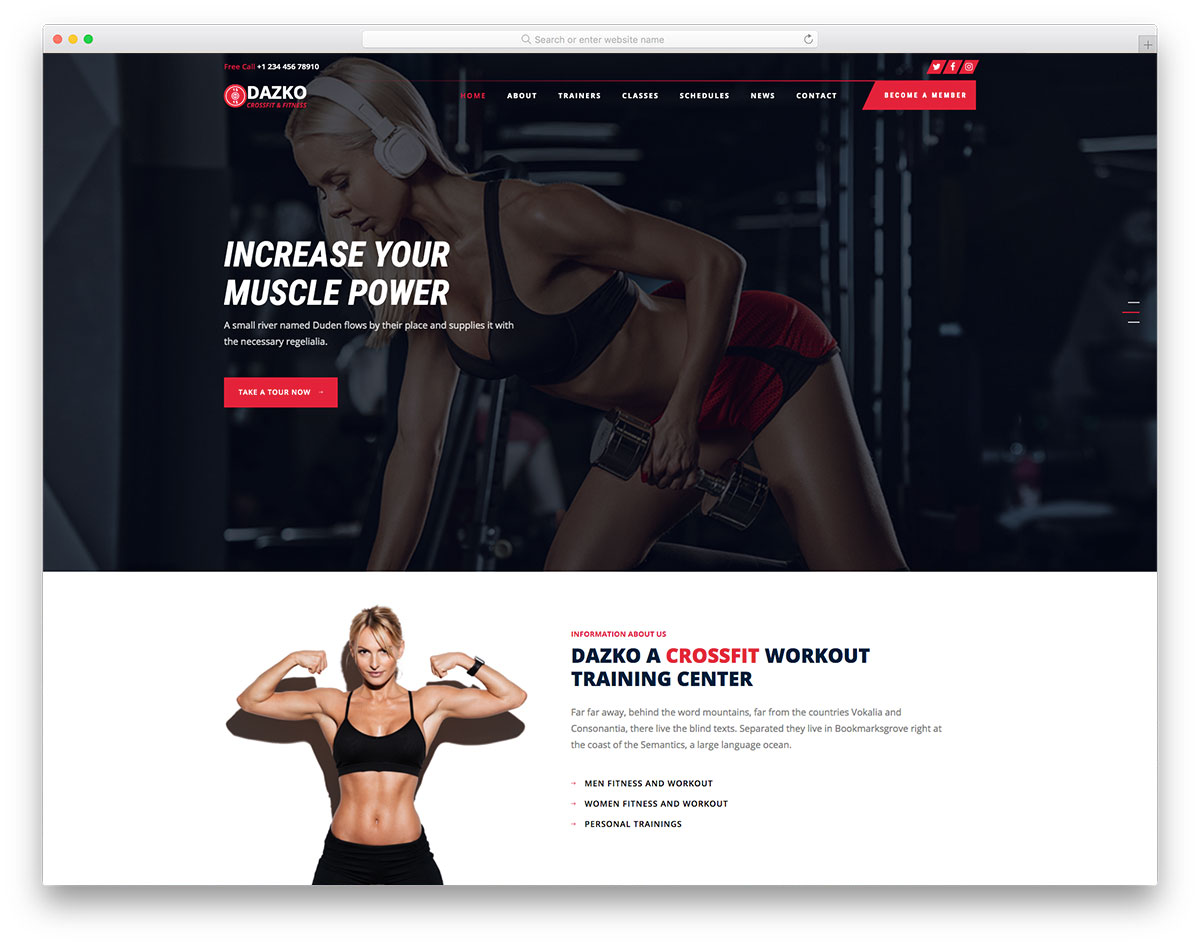 Search or enter website name
Free Call +1 234 456 78910
DAZKO
CROSSFIT & FITNESS
HOME ABOUT TRAINERS CLASSES SCHEDULES NEWS CONTACT BECOME A MEMBER
INCREASE YOUR
MUSCLE POWER
A small river named Duden flows by their place and supplies it with
the necessary regelialia.
TAKE A TOUR NOW →
INFORMATION ABOUT US
DAZKO A CROSSFIT WORKOUT
TRAINING CENTER
Far far away, behind the word mountains, far from the countries Vokalia and
Consonantia, there live the blind texts. Separated they live in Bookmarksgrove right at
the coast of the Semantics, a large language ocean.
→ MEN FITNESS AND WORKOUT
→ WOMEN FITNESS AND WORKOUT
→ PERSONAL TRAININGS